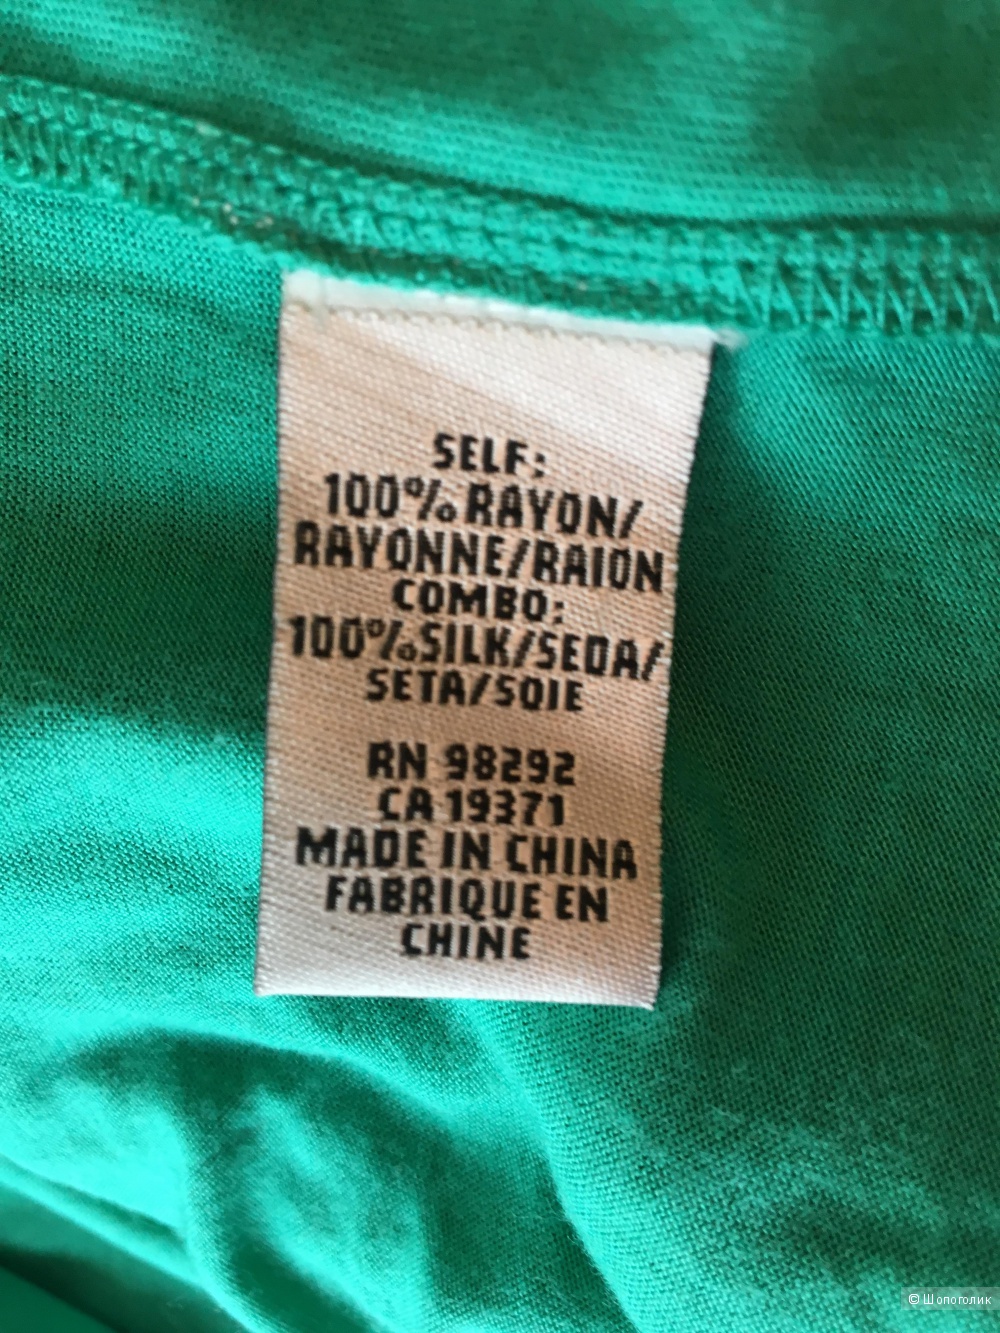 SELF:
100% RAYON/
RAYONNE/RAION
COMBO:
100% SILK/SEDA/
SETA/SOIE
RN 98292
CA 19371
MADE IN CHINA
FABRIQUE EN
CHINE
© Шопоголик